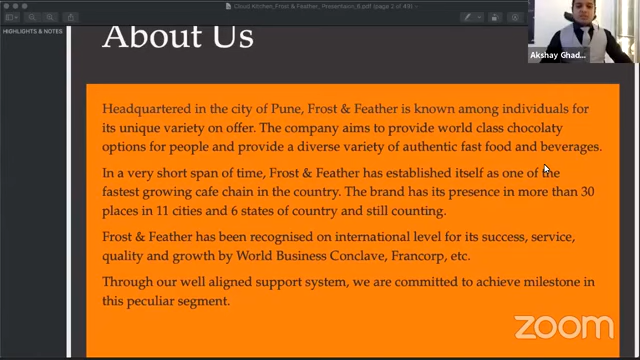 Cloud Kitchen_Frost & Feather_Presentation_8.pdf (page 2 of 49)
HIGHLIGHTS & NOTES
About Us
Akshay Ghad...
Headquartered in the city of Pune, Frost & Feather is known among individuals for
its unique variety on offer. The company aims to provide world class chocolaty
options for people and provide a diverse variety of authentic fast food and beverages.
In a very short span of time, Frost & Feather has established itself as one of the
fastest growing cafe chain in the country. The brand has its presence in more than 30
places in 11 cities and 6 states of country and still counting.
Frost & Feather has been recognised on international level for its success, service,
quality and growth by World Business Conclave, Francorp, etc.
Through our well aligned support system, we are committed to achieve milestone in
this peculiar segment.
zoom